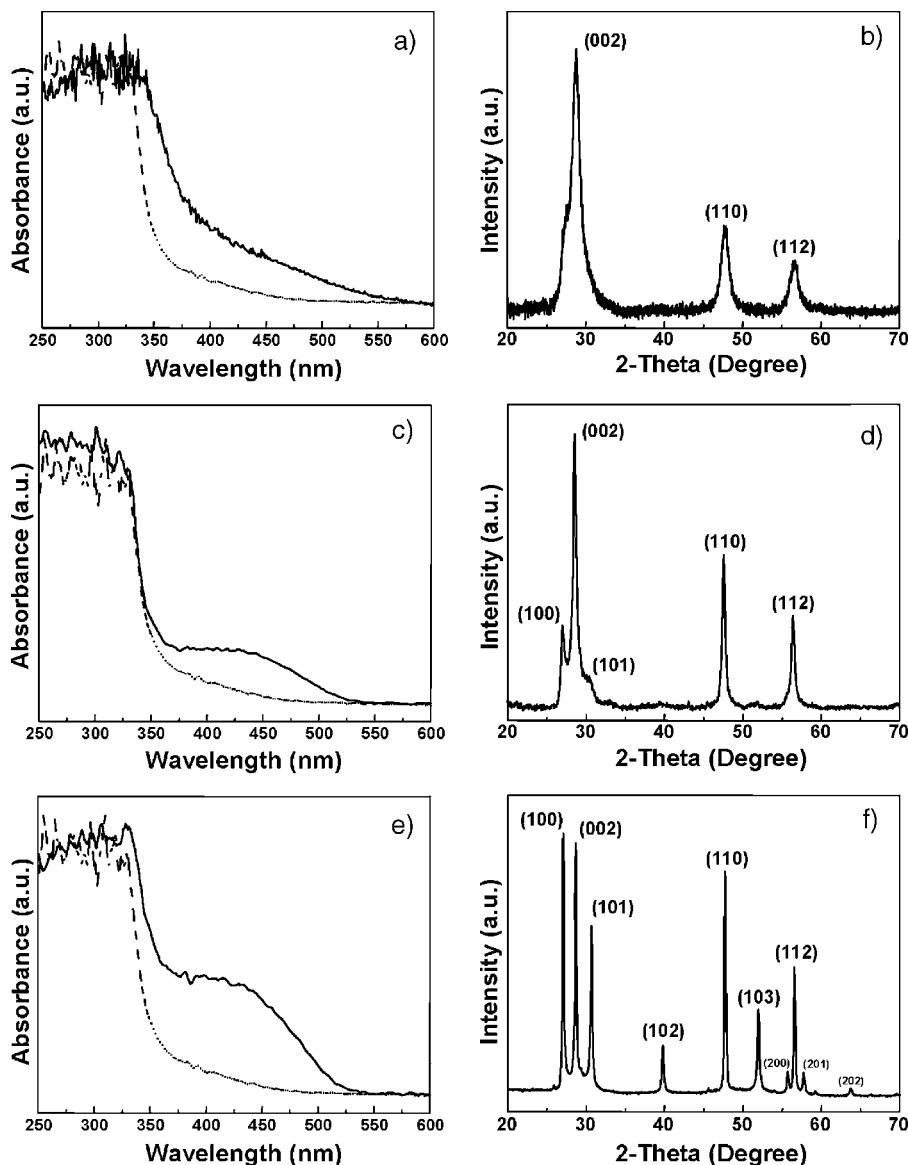 a)
Absorbance (a.u.)
250 300 350 400 450 500 550 600
Wavelength (nm)
b)
(002)
(110)
(112)
Intensity (a.u.)
20 30 40 50 60 70
2-Theta (Degree)
c)
Absorbance (a.u.)
250 300 350 400 450 500 550 600
Wavelength (nm)
d)
(002)
(110)
(100)
(112)
(101)
Intensity (a.u.)
20 30 40 50 60 70
2-Theta (Degree)
e)
Absorbance (a.u.)
250 300 350 400 450 500 550 600
Wavelength (nm)
f)
(100)
(002)
(110)
(101)
(112)
(103)
(102)
(200)
(201)
(202)
Intensity (a.u.)
20 30 40 50 60 70
2-Theta (Degree)